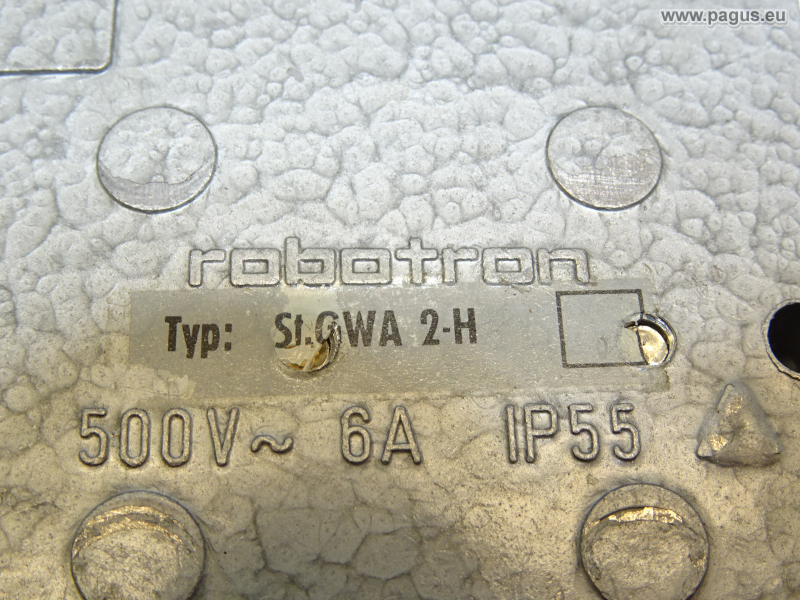 www.pagus.eu
robotron
Typ: St.GWA 2-H
500V~ 6A IP55